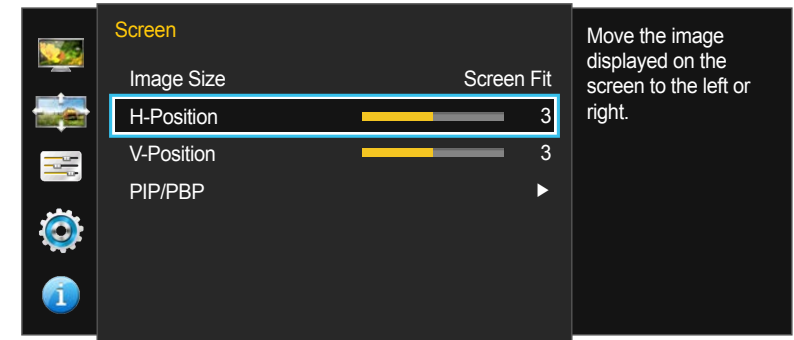 Screen
Image Size Screen Fit
H-Position 3
V-Position 3
PIP/PBP
Move the image
displayed on the
screen to the left or
right.